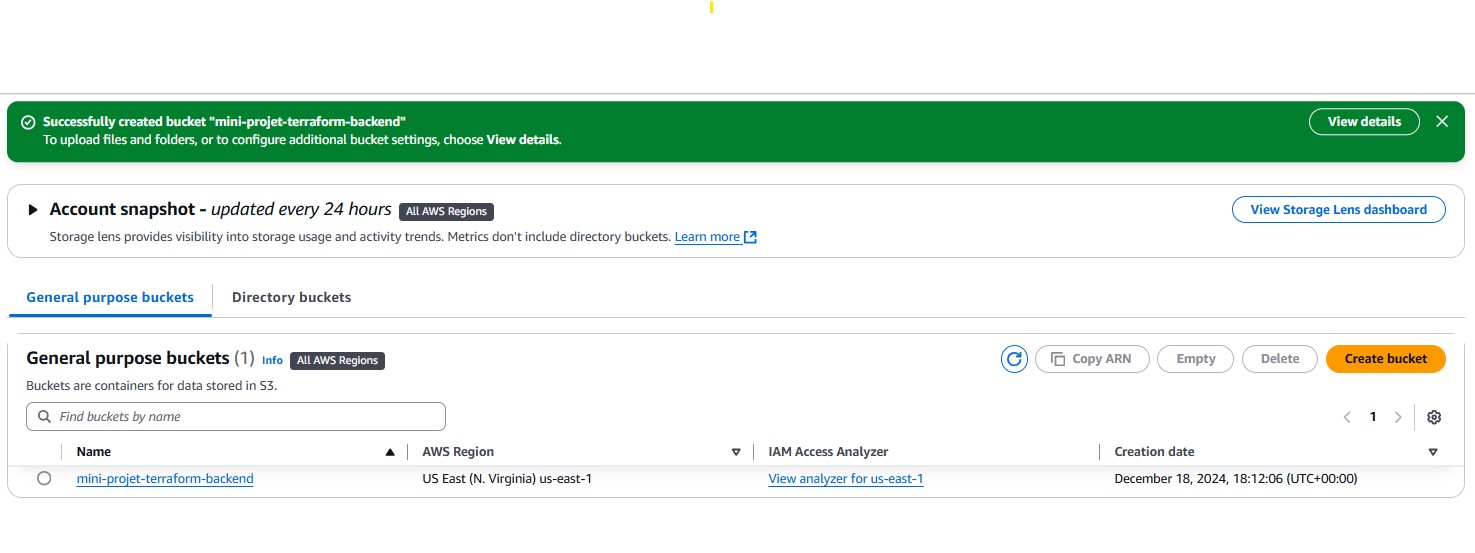 Successfully created bucket "mini-projet-terraform-backend"
To upload files and folders, or to configure additional bucket settings, choose View details.
View details
Account snapshot - updated every 24 hours All AWS Regions
View Storage Lens dashboard
Storage lens provides visibility into storage usage and activity trends. Metrics don't include directory buckets. Learn more
General purpose buckets Directory buckets
General purpose buckets (1) Info All AWS Regions
Copy ARN Empty Delete Create bucket
Buckets are containers for data stored in S3.
Find buckets by name
1
Name AWS Region IAM Access Analyzer Creation date
mini-projet-terraform-backend US East (N. Virginia) us-east-1 View analyzer for us-east-1 December 18, 2024, 18:12:06 (UTC+00:00)